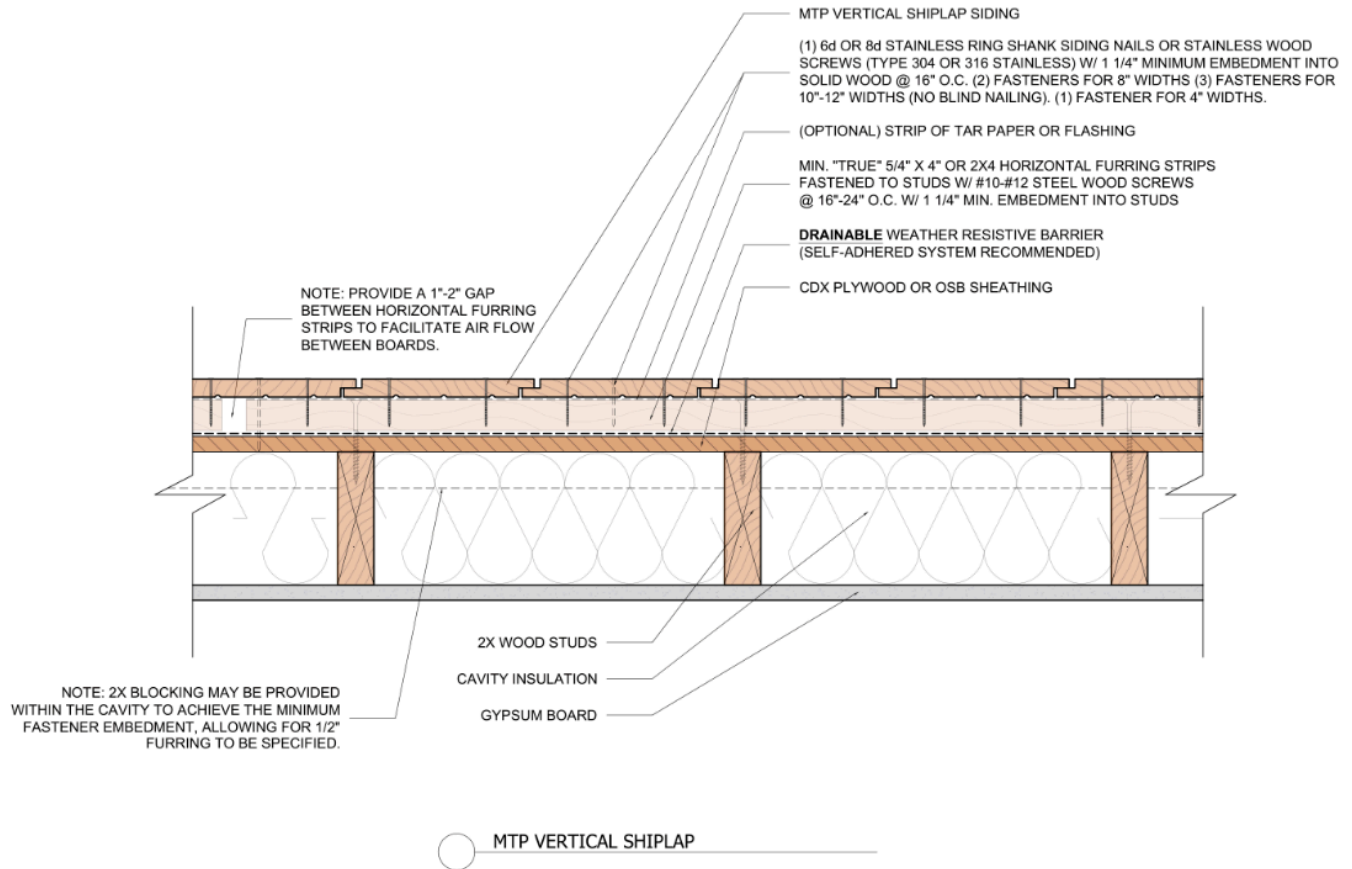 MTP VERTICAL SHIPLAP SIDING
(1) 6d OR 8d STAINLESS RING SHANK SIDING NAILS OR STAINLESS WOOD
SCREWS (TYPE 304 OR 316 STAINLESS) W/ 1 1/4" MINIMUM EMBEDMENT INTO
SOLID WOOD @ 16" O.C. (2) FASTENERS FOR 8" WIDTHS (3) FASTENERS FOR
10"-12" WIDTHS (NO BLIND NAILING). (1) FASTENER FOR 4" WIDTHS.
(OPTIONAL) STRIP OF TAR PAPER OR FLASHING
MIN. "TRUE" 5/4" X 4" OR 2X4 HORIZONTAL FURRING STRIPS
FASTENED TO STUDS W/ #10-#12 STEEL WOOD SCREWS
@ 16"-24" O.C. W/ 1 1/4" MIN. EMBEDMENT INTO STUDS
DRAINABLE WEATHER RESISTIVE BARRIER
(SELF-ADHERED SYSTEM RECOMMENDED)
CDX PLYWOOD OR OSB SHEATHING
NOTE: PROVIDE A 1"-2" GAP
BETWEEN HORIZONTAL FURRING
STRIPS TO FACILITATE AIR FLOW
BETWEEN BOARDS.
2X WOOD STUDS
CAVITY INSULATION
GYPSUM BOARD
NOTE: 2X BLOCKING MAY BE PROVIDED
WITHIN THE CAVITY TO ACHIEVE THE MINIMUM
FASTENER EMBEDMENT, ALLOWING FOR 1/2"
FURRING TO BE SPECIFIED.
MTP VERTICAL SHIPLAP